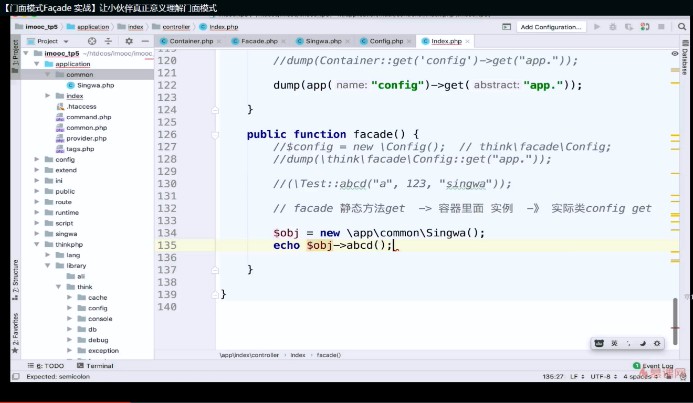 【门面模式Façade 实战】让小伙伴真正意义理解门面模式
imooc_tp5 application index controller Index.php Add Configuration...
Project Container.php Facade.php Singwa.php Config.php Index.php
1: Project
Database
imooc_tp5 ~/htdocs/imooc/imooc
application
common
Singwa.php
index
.htaccess
command.php
common.php
provider.php
tags.php
config
extend
ini
public
route
runtime
script
singwa
thinkphp
lang
library
think
cache
config
console
db
debug
exception
2: Structure
2: Favorites
120 //dump(Container::get('config')->get("app."));
121
122 dump(app( name: "config")->get( abstract: "app."));
123
124 }
125
126 public function facade() {
127 //$config = new \Config(); // think\facade\Config;
128 //dump(\think\facade\Config::get("app."));
129
130 //(\Test::abcd("a", 123, "singwa"));
131
132 // facade 静态方法get -> 容器里面 实例 -》 实际类config get
133
134 $obj = new \app\common\Singwa();
135 echo $obj->abcd();
136
137 }
138
139 }
140
英
\app\index\controller Index facade()
6: TODO Terminal 1 Event Log
Expected: semicolon 135:27 LF UTF-8 4 spaces